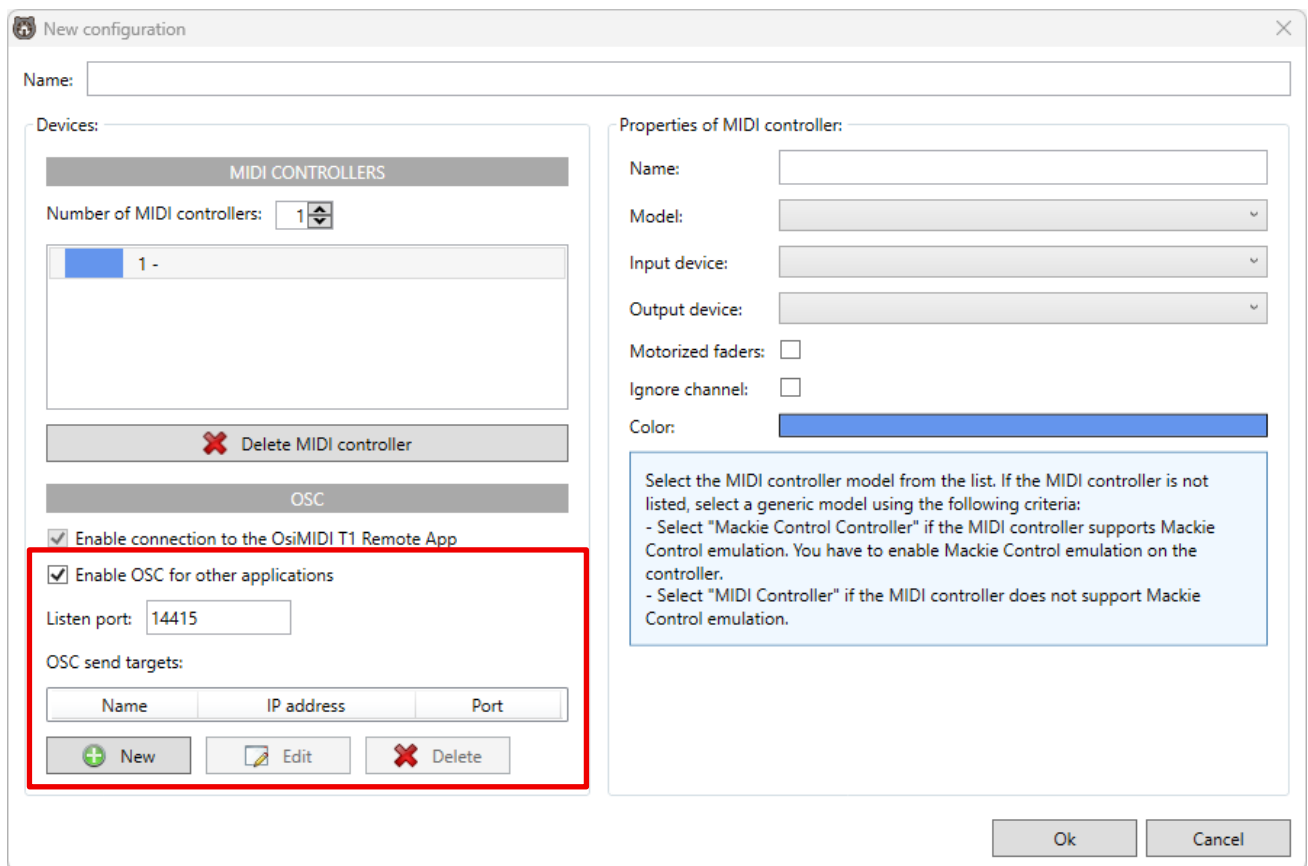 New configuration
Name:
Devices:
MIDI CONTROLLERS
Number of MIDI controllers: 1
1 -
Delete MIDI controller
OSC
Enable connection to the OsiMIDI T1 Remote App
Enable OSC for other applications
Listen port: 14415
OSC send targets:
Name IP address Port
New Edit Delete
Properties of MIDI controller:
Name:
Model:
Input device:
Output device:
Motorized faders:
Ignore channel:
Color:
Select the MIDI controller model from the list. If the MIDI controller is not
listed, select a generic model using the following criteria:
- Select "Mackie Control Controller" if the MIDI controller supports Mackie
Control emulation. You have to enable Mackie Control emulation on the
controller.
- Select "MIDI Controller" if the MIDI controller does not support Mackie
Control emulation.
Ok Cancel